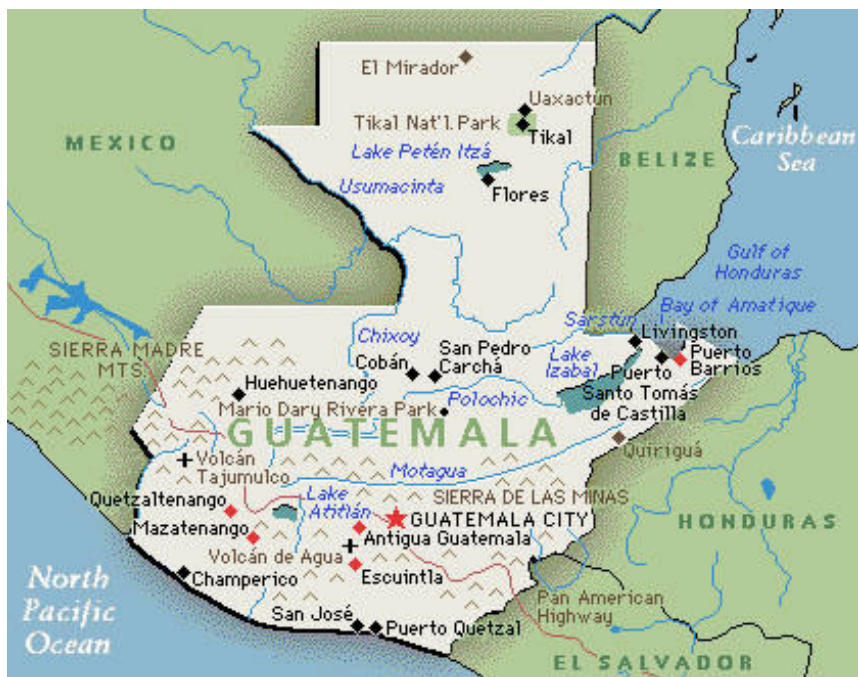 El Mirador
Uaxactún
Tikal Nat'l. Park
Tikal
Caribbean
Sea
MEXICO
Lake Petén Itzá
BELIZE
Usumacinta
Flores
Gulf of
Honduras
Bay of Amatique
Sarstún
Livingston
Chixoy
SIERRA MADRE
MTS.
San Pedro
Carchá
Cobán
Lake
Izabal
Puerto
Barrios
Puerto
Santo Tomás
de Castilla
Huehuetenango
Mario Dary Rivera Park
Polochic
GUATEMALA
Quiriguá
Volcán
Tajumulco
Motagua
Quetzaltenango
Lake
Atitlán
SIERRA DE LAS MINAS
Mazatenango
GUATEMALA CITY
HONDURAS
Antigua Guatemala
Volcán de Agua
North
Pacific
Ocean
Champerico
Escuintla
Pan American
Highway
San José
Puerto Quetzal
EL SALVADOR